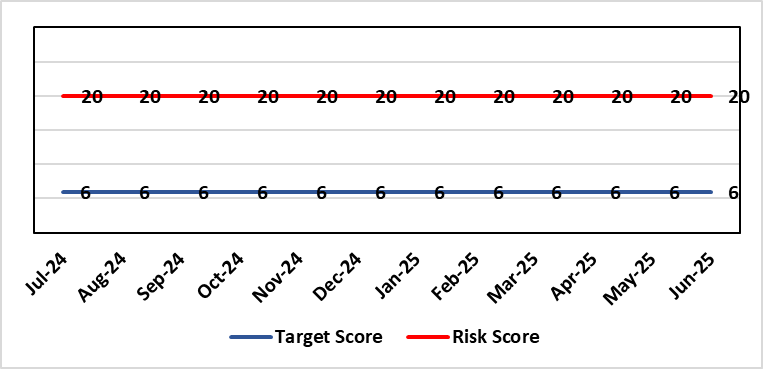 20 20 20 20 20 20 20 20 20 20 20 20
6 6 6 6 6 6 6 6 6 6 6 6
Jul-24 Aug-24 Sep-24 Oct-24 Nov-24 Dec-24 Jan-25 Feb-25 Mar-25 Apr-25 May-25 Jun-25
Target Score Risk Score